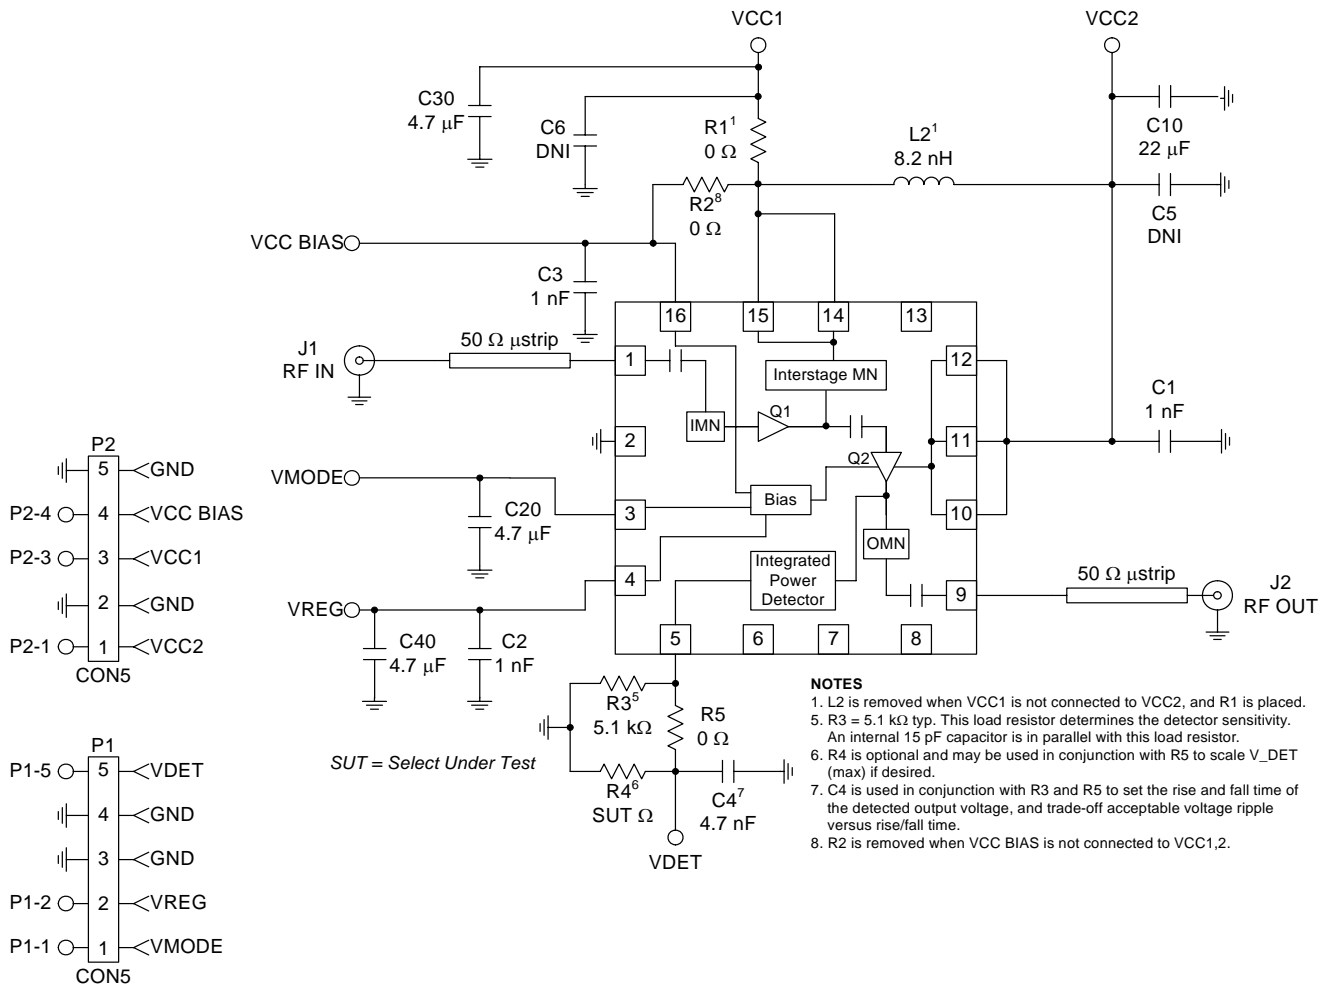 VCC1
VCC2
C30
4.7 μF
C6
DNI
R1¹
0 Ω
L2¹
8.2 nH
C10
22 μF
R2⁸
0 Ω
C5
DNI
VCC BIAS
C3
1 nF
16
15
14
13
J1
RF IN
50 Ω μstrip
1
Interstage MN
12
C1
1 nF
IMN
Q1
2
11
Q2
P2
5
GND
P2-4
4
VCC BIAS
P2-3
3
VCC1
2
GND
P2-1
1
VCC2
CON5
VMODE
C20
4.7 μF
3
Bias
10
OMN
4
Integrated
Power
Detector
9
50 Ω μstrip
J2
RF OUT
VREG
C40
4.7 μF
C2
1 nF
5
6
7
8
R3⁵
5.1 kΩ
R5
0 Ω
R4⁶
SUT Ω
C4⁷
4.7 nF
VDET
SUT = Select Under Test
NOTES
1. L2 is removed when VCC1 is not connected to VCC2, and R1 is placed.
5. R3 = 5.1 kΩ typ. This load resistor determines the detector sensitivity.
An internal 15 pF capacitor is in parallel with this load resistor.
6. R4 is optional and may be used in conjunction with R5 to scale V_DET
(max) if desired.
7. C4 is used in conjunction with R3 and R5 to set the rise and fall time of
the detected output voltage, and trade-off acceptable voltage ripple
versus rise/fall time.
8. R2 is removed when VCC BIAS is not connected to VCC1,2.
P1
P1-5
5
VDET
4
GND
3
GND
P1-2
2
VREG
P1-1
1
VMODE
CON5